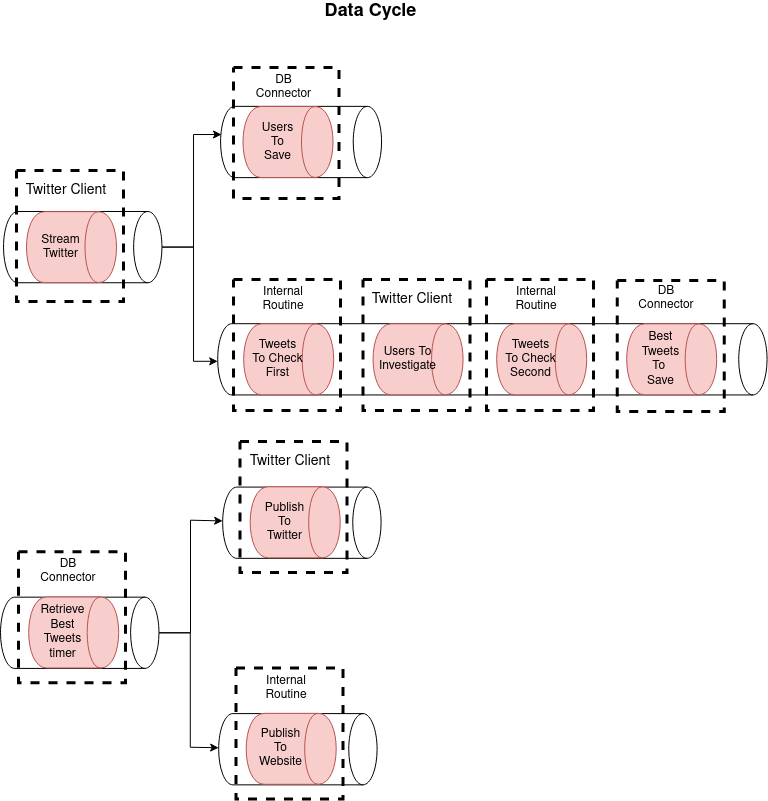 Data Cycle
DB
Connector
Users
To
Save
Twitter Client
Stream
Twitter
Internal
Routine
Tweets
To Check
First
Twitter Client
Users To
Investigate
Internal
Routine
Tweets
To Check
Second
DB
Connector
Best
Tweets
To
Save
Twitter Client
Publish
To
Twitter
DB
Connector
Retrieve
Best
Tweets
timer
Internal
Routine
Publish
To
Website